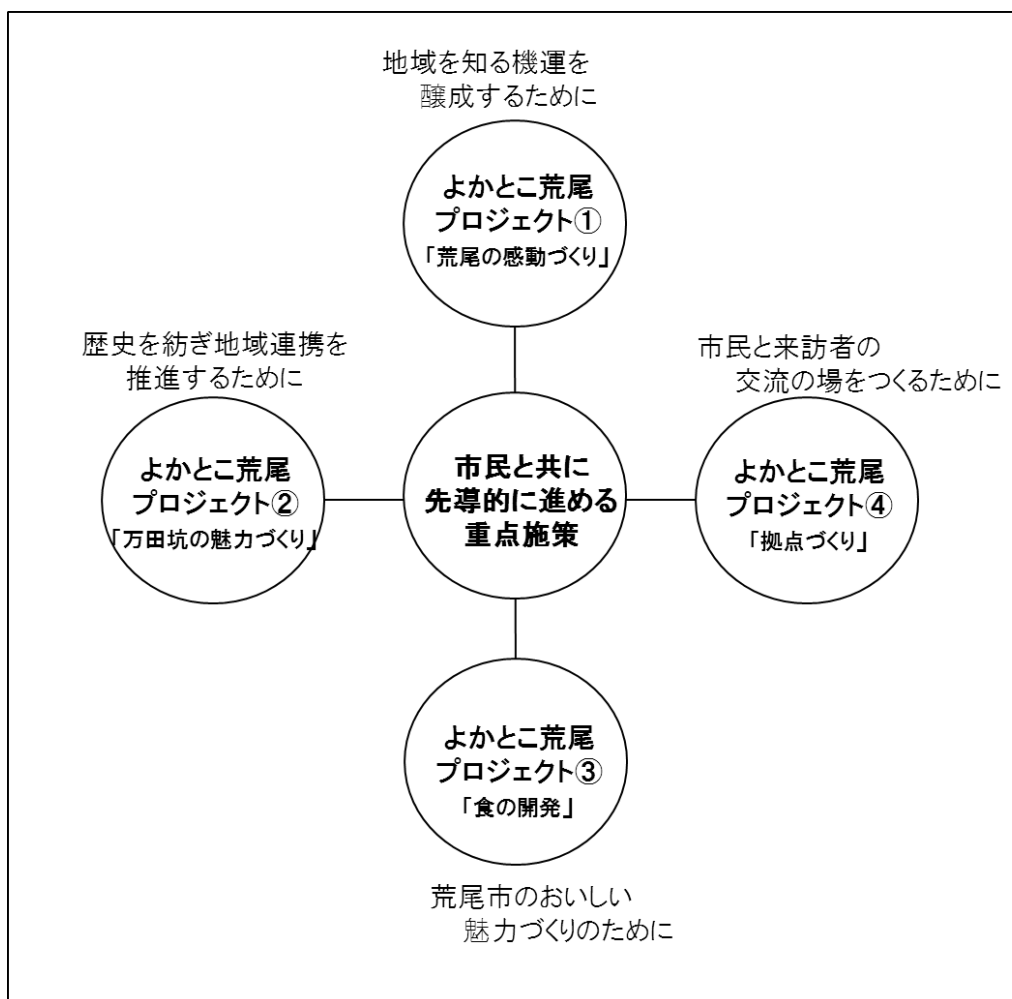 地域を知る機運を
醸成するために
よかとこ荒尾
プロジェクト①
「荒尾の感動づくり」
歴史を紡ぎ地域連携を
推進するために
よかとこ荒尾
プロジェクト②
「万田坑の魅力づくり」
市民と共に
先導的に進める
重点施策
市民と来訪者の
交流の場をつくるために
よかとこ荒尾
プロジェクト④
「拠点づくり」
よかとこ荒尾
プロジェクト③
「食の開発」
荒尾市のおいしい
魅力づくりのために